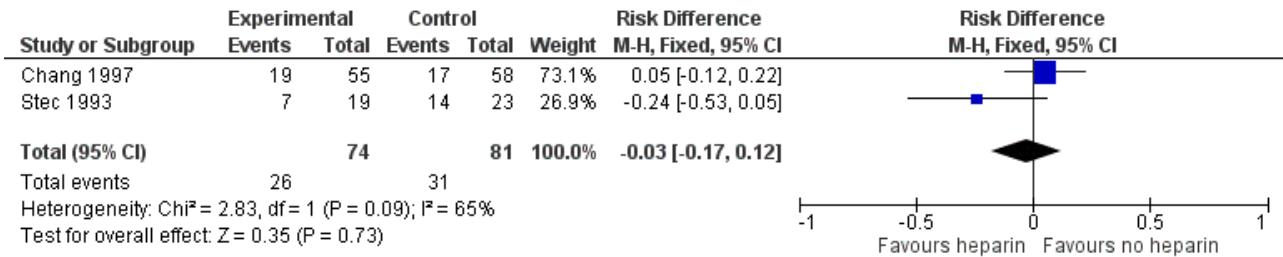 Experimental Control Risk Difference Risk Difference
Study or Subgroup Events Total Events Total Weight M-H, Fixed, 95% CI M-H, Fixed, 95% CI
Chang 1997 19 55 17 58 73.1% 0.05 [-0.12, 0.22]
Stec 1993 7 19 14 23 26.9% -0.24 [-0.53, 0.05]
Total (95% CI) 74 81 100.0% -0.03 [-0.17, 0.12]
Total events 26 31
Heterogeneity: Chi² = 2.83, df = 1 (P = 0.09); I² = 65%
Test for overall effect: Z = 0.35 (P = 0.73)
-1 -0.5 0 0.5 1
Favours heparin Favours no heparin